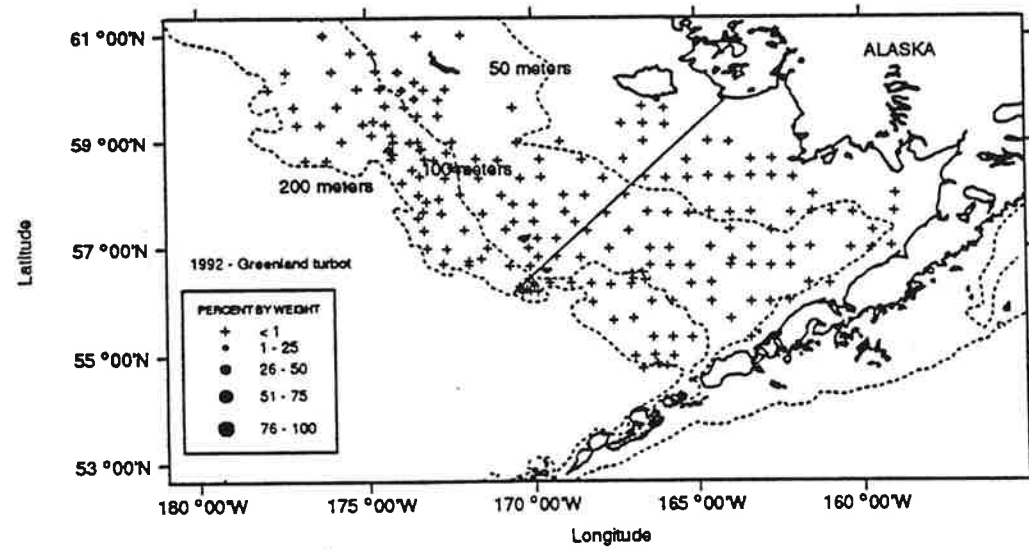 61 °00'N
59 °00'N
57 °00'N
55 °00'N
53 °00'N
Latitude
ALASKA
50 meters
100 meters
200 meters
1992 - Greenland turbot
PERCENT BY WEIGHT
+ < 1
1 - 25
26 - 50
51 - 75
76 - 100
180 °00'W
175 °00'W
170 °00'W
165 °00'W
160 °00'W
Longitude